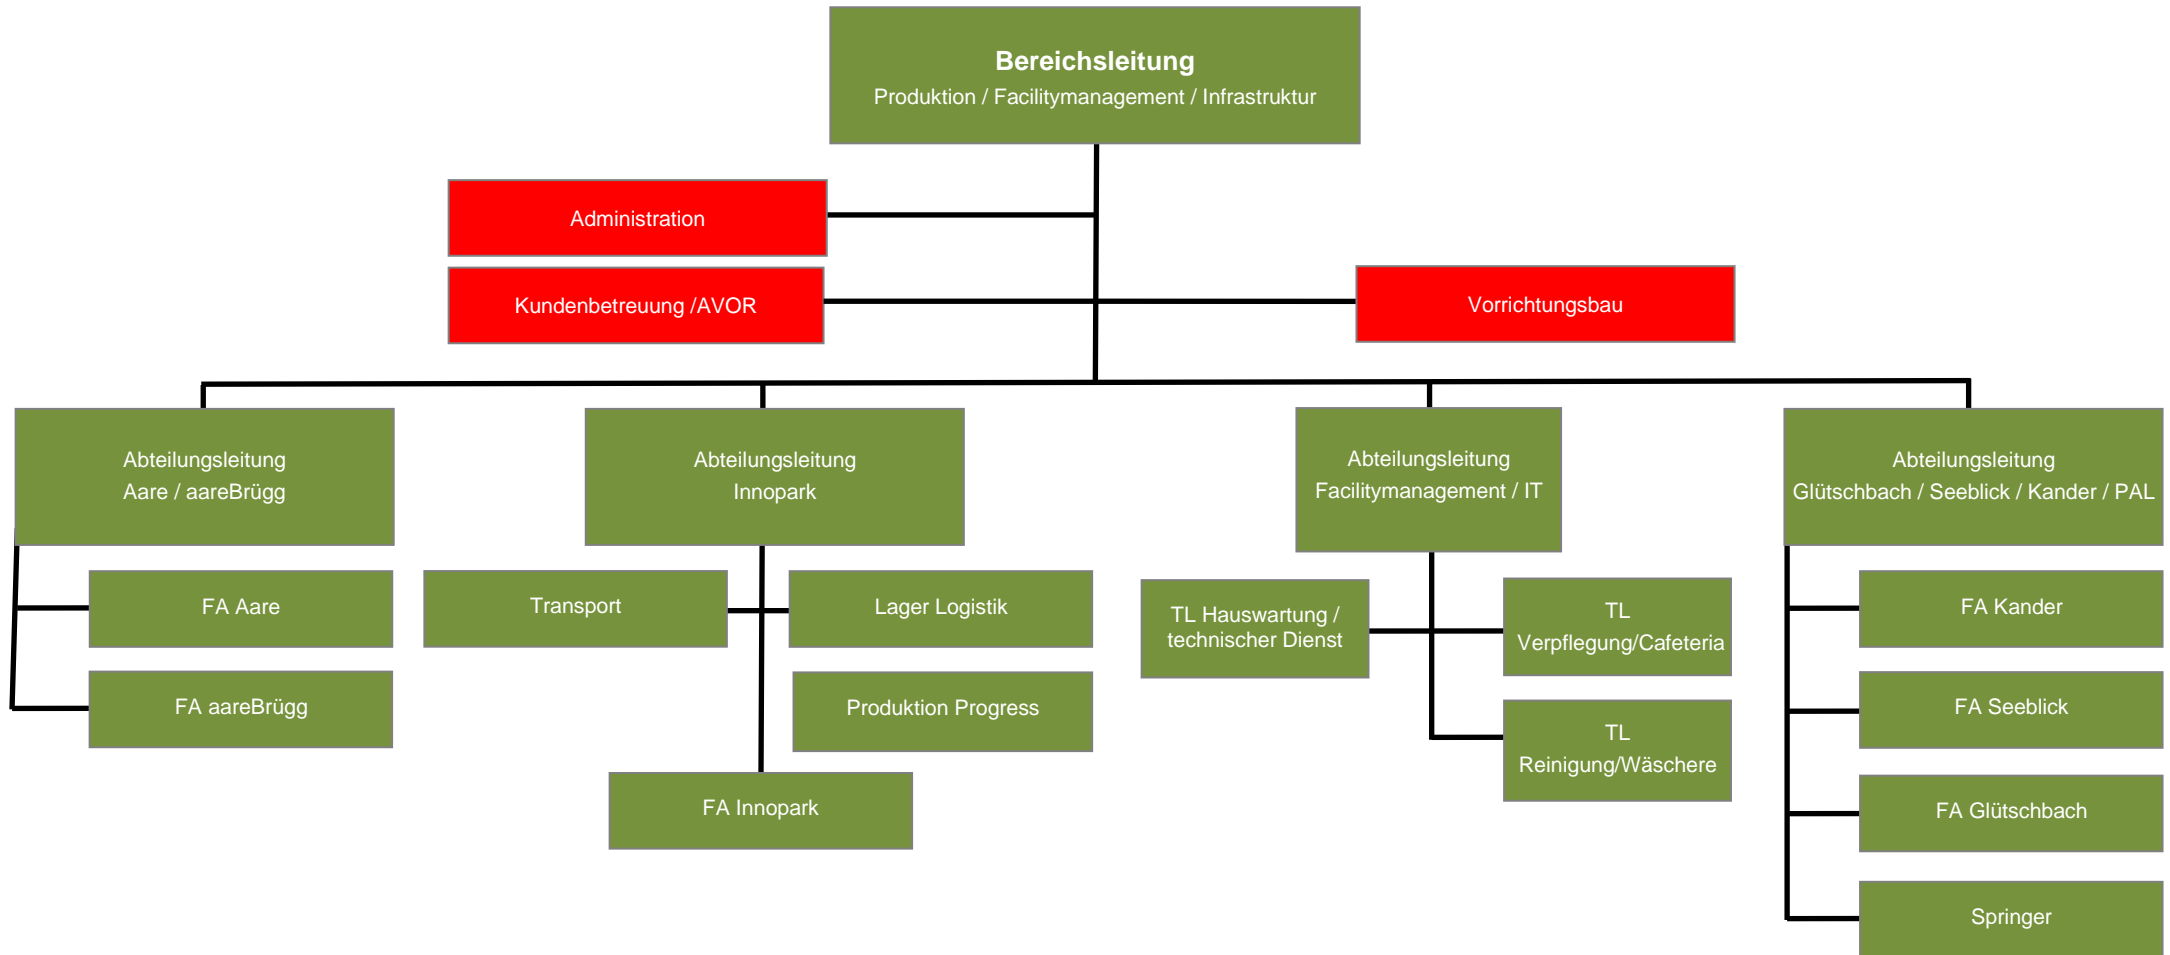 Bereichsleitung
Produktion / Facilitymanagement / Infrastruktur
Administration
Kundenbetreuung /AVOR
Vorrichtungsbau
Abteilungsleitung
Aare / aareBrügg
Abteilungsleitung
Innopark
Abteilungsleitung
Facilitymanagement / IT
Abteilungsleitung
Glütschbach / Seeblick / Kander / PAL
FA Aare
FA aareBrügg
Transport
Lager Logistik
Produktion Progress
FA Innopark
TL Hauswartung /
technischer Dienst
TL
Verpflegung/Cafeteria
TL
Reinigung/Wäschere
FA Kander
FA Seeblick
FA Glütschbach
Springer